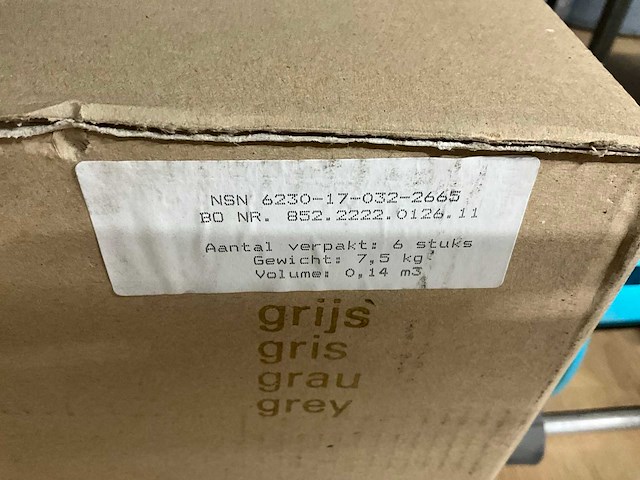 NSN 6230-17-032-2665
BO NR. 852.2222.0126.11
Aantal verpakt: 6 stuks
Gewicht: 7,5 kg
Volume: 0,14 m3
grijs
gris
grau
grey